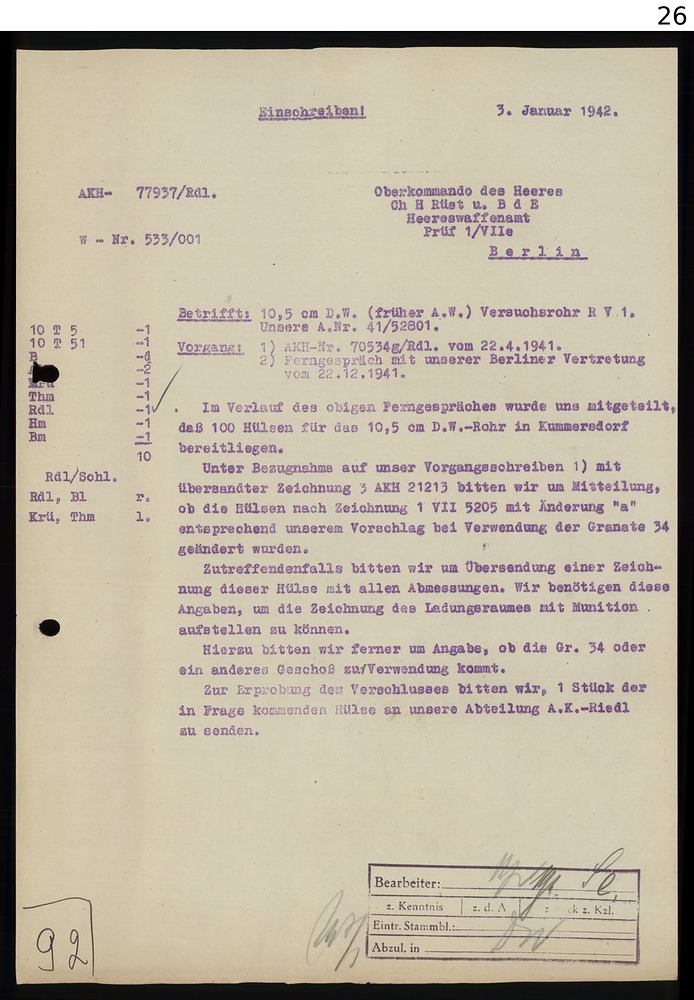 26
Einschreiben!
3. Januar 1942.
AKH- 77937/Rdl.
W - Nr. 533/001
Oberkommando des Heeres
Ch H Rüst u. B d E
Heereswaffenamt
Prüf 1/VIIe
Berlin
Betrifft: 10,5 cm D.W. (früher A.W.) Versuchsrohr R V 1.
Unsere A.Nr. 41/52801.
Vorgang: 1) AKH-Nr. 70534g/Rdl. vom 22.4.1941.
2) Ferngespräch mit unserer Berliner Vertretung
vom 22.12.1941.
10 T 5 -1
10 T 51 -1
B
-2
Krü -1
Thm -1
Rdl -1
Hm -1
Bm -1
10
Rdl/Schl.
Rdl, Bl r.
Krü, Thm l.
Im Verlauf des obigen Ferngespräches wurde uns mitgeteilt,
daß 100 Hülsen für das 10,5 cm D.W.-Rohr in Kummersdorf
bereitliegen.
Unter Bezugnahme auf unser Vorgangsschreiben 1) mit
übersandter Zeichnung 3 AKH 21213 bitten wir um Mitteilung,
ob die Hülsen nach Zeichnung 1 VII 5205 mit Änderung "a"
entsprechend unserem Vorschlag bei Verwendung der Granate 34
geändert wurden.
Zutreffendenfalls bitten wir um Übersendung einer Zeich-
nung dieser Hülse mit allen Abmessungen. Wir benötigen diese
Angaben, um die Zeichnung des Ladungsraumes mit Munition
aufstellen zu können.
Hierzu bitten wir ferner um Angabe, ob die Gr. 34 oder
ein anderes Geschoß zur Verwendung kommt.
Zur Erprobung des Verschlusses bitten wir, 1 Stück der
in Frage kommenden Hülse an unsere Abteilung A.K.-Riedl
zu senden.
Bearbeiter:
z. Kenntnis z. d. A z. ck z. Kzl.
Eintr. Stammbl.:
Abzul. in
92